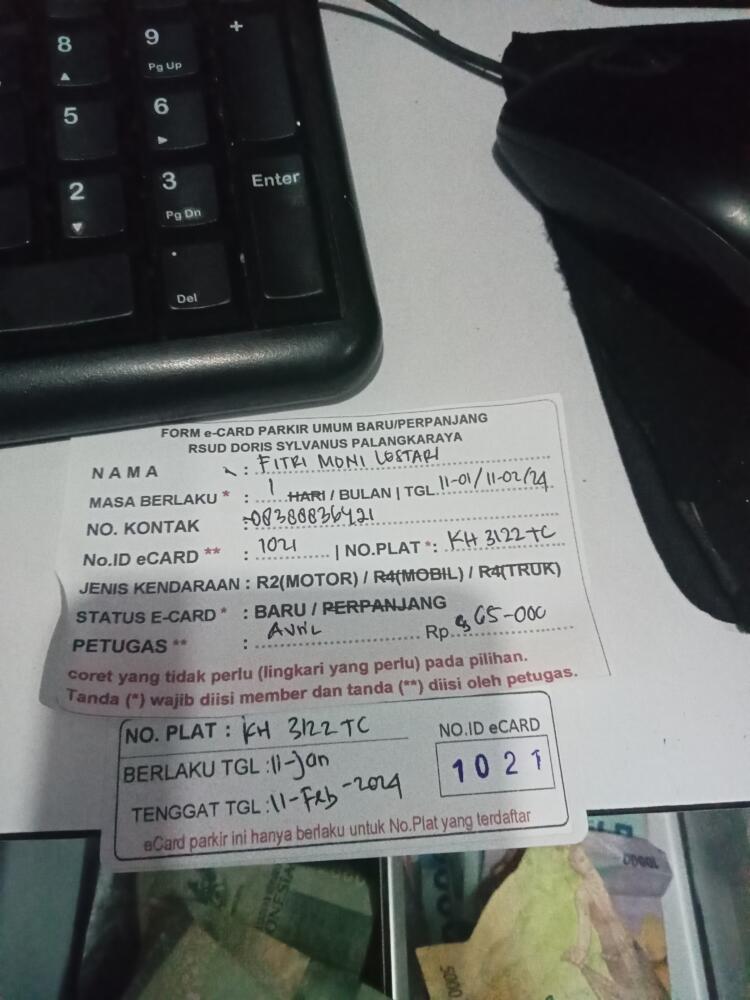 8
9
Pg Up
+
5
6
2
3
Pg Dn
Enter
.
Del
FORM e-CARD PARKIR UMUM BARU/PERPANJANG
RSUD DORIS SYLVANUS PALANGKARAYA
NAMA : FITRI MONI LESTARI
MASA BERLAKU * : 1 HARI / BULAN | TGL 11-01/11-02/24
NO. KONTAK : 08388836421
No.ID eCARD ** : 1021 | NO.PLAT *: KH 3122 TC
JENIS KENDARAAN : R2(MOTOR) / R4(MOBIL) / R4(TRUK)
STATUS E-CARD * : BARU / PERPANJANG
PETUGAS ** : AVRIL Rp. 65-000
coret yang tidak perlu (lingkari yang perlu) pada pilihan.
Tanda (*) wajib diisi member dan tanda (**) diisi oleh petugas.
NO. PLAT : KH 3122 TC
NO.ID eCARD
BERLAKU TGL : 11-Jan
1021
TENGGAT TGL : 11-Feb-2024
eCard parkir ini hanya berlaku untuk No.Plat yang terdaftar